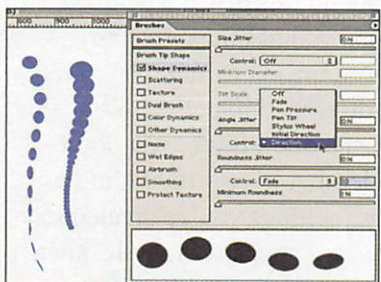 800
900
1000
Brushes
Brush Presets
Brush Tip Shape
Shape Dynamics
Scattering
Texture
Dual Brush
Color Dynamics
Other Dynamics
Noise
Wet Edges
Airbrush
Smoothing
Protect Texture
Size Jitter
0%
Control: Off
Minimum Diameter
Tilt Scale
Off
Fade
Pen Pressure
Pen Tilt
Stylus Wheel
Initial Direction
Direction
Angle Jitter
0%
Control:
Roundness Jitter
0%
Control: Fade
Minimum Roundness